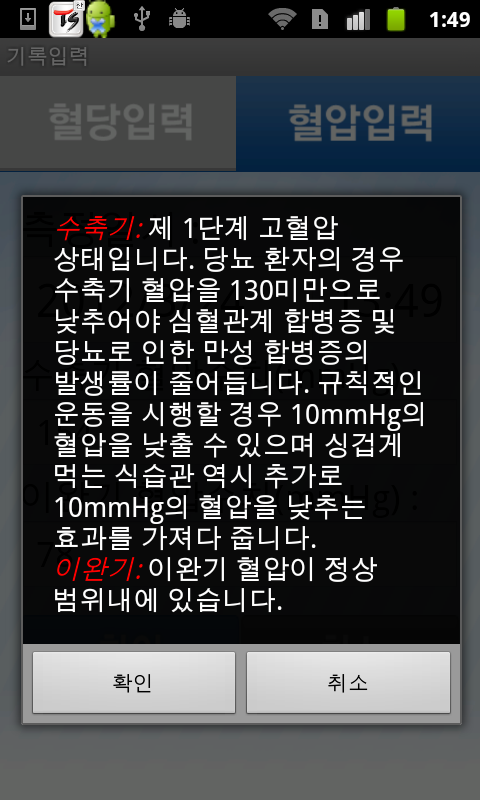 1:49
기록입력
혈당입력 혈압입력
수축기: 제 1단계 고혈압
상태입니다. 당뇨 환자의 경우
수축기 혈압을 130미만으로
낮추어야 심혈관계 합병증 및
당뇨로 인한 만성 합병증의
발생률이 줄어듭니다. 규칙적인
운동을 시행할 경우 10mmHg의
혈압을 낮출 수 있으며 싱겁게
먹는 식습관 역시 추가로
10mmHg의 혈압을 낮추는
효과를 가져다 줍니다.
이완기: 이완기 혈압이 정상
범위내에 있습니다.
확인 취소